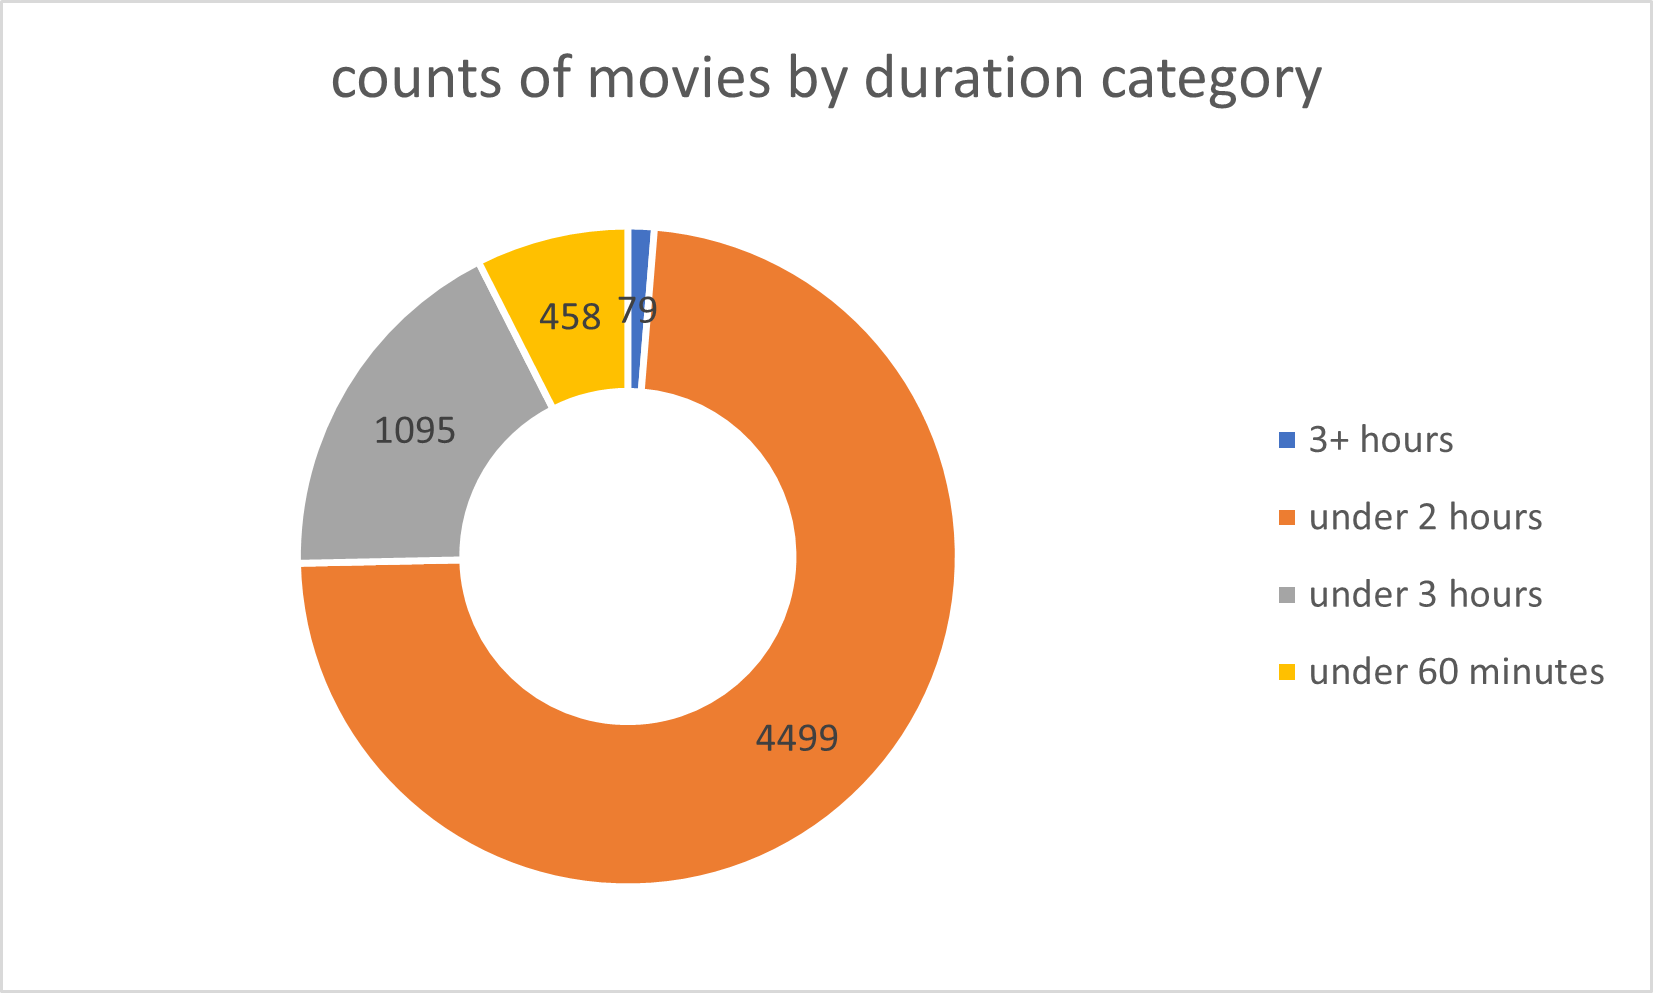 counts of movies by duration category
458
79
1095
4499
3+ hours
under 2 hours
under 3 hours
under 60 minutes